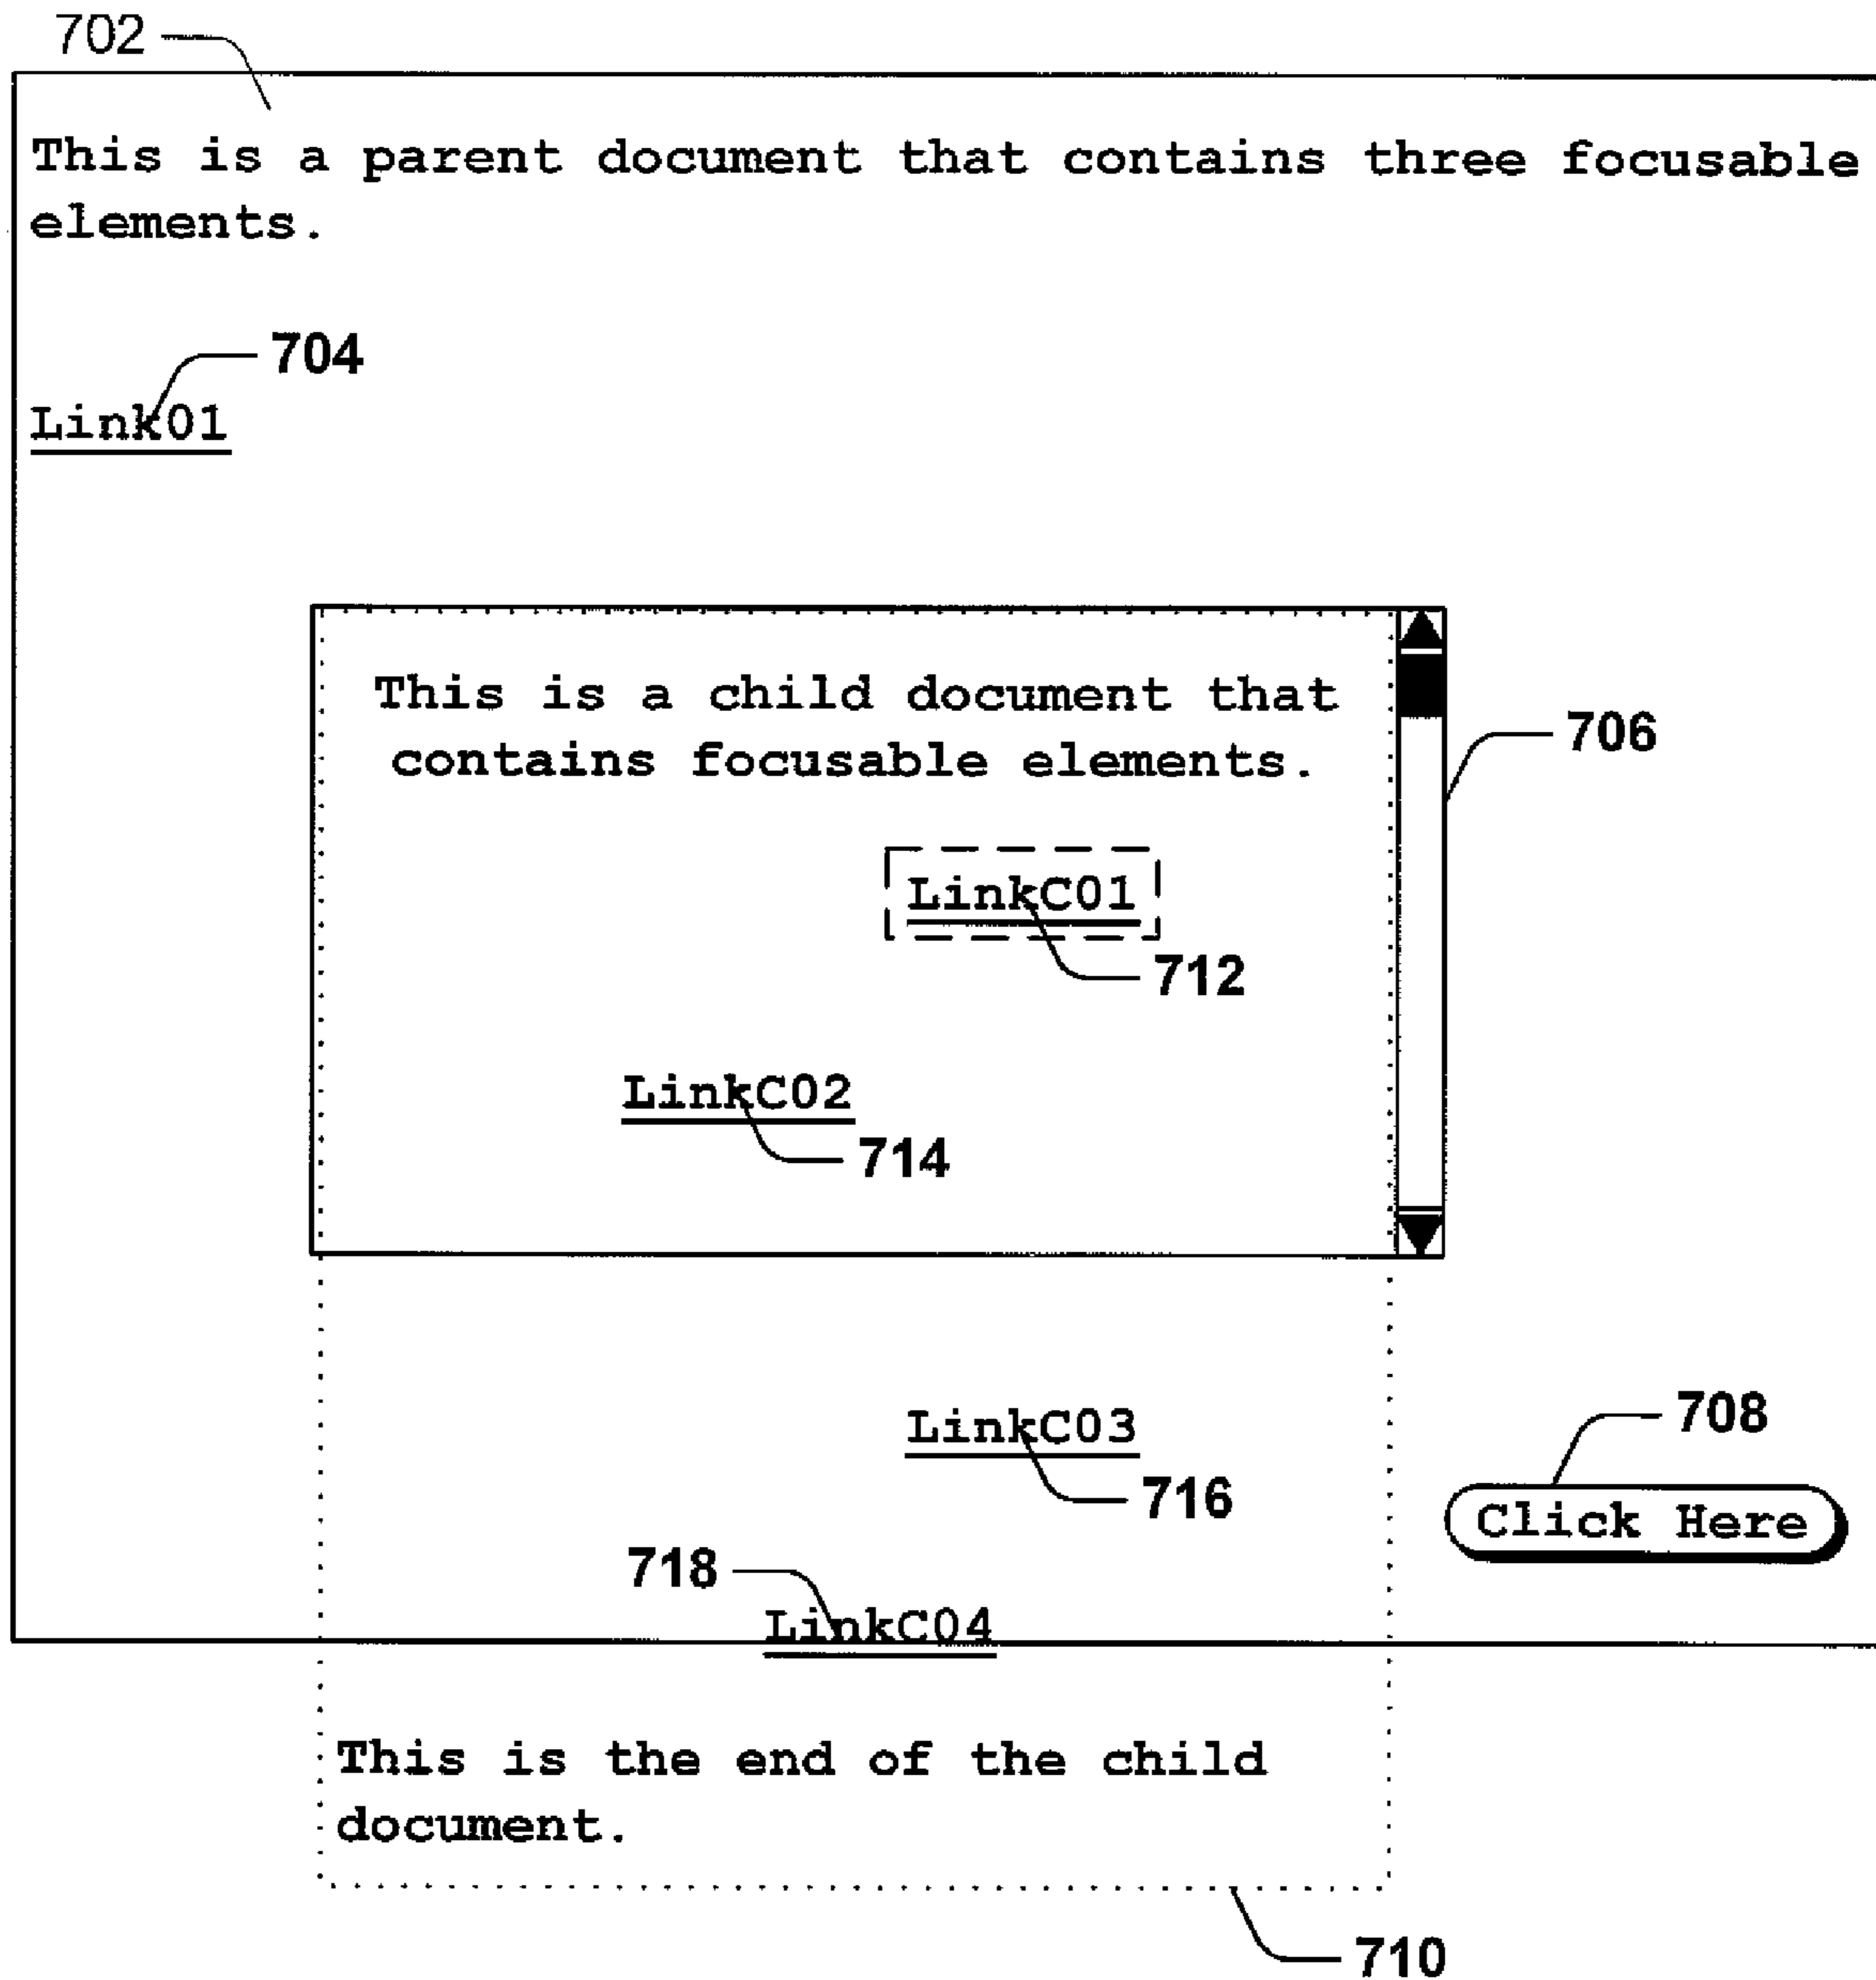 702
This is a parent document that contains three focusable
elements.
704
Link01
This is a child document that
contains focusable elements.
706
LinkC01
712
LinkC02
714
LinkC03
708
716
Click Here
718
LinkC04
This is the end of the child
document.
710